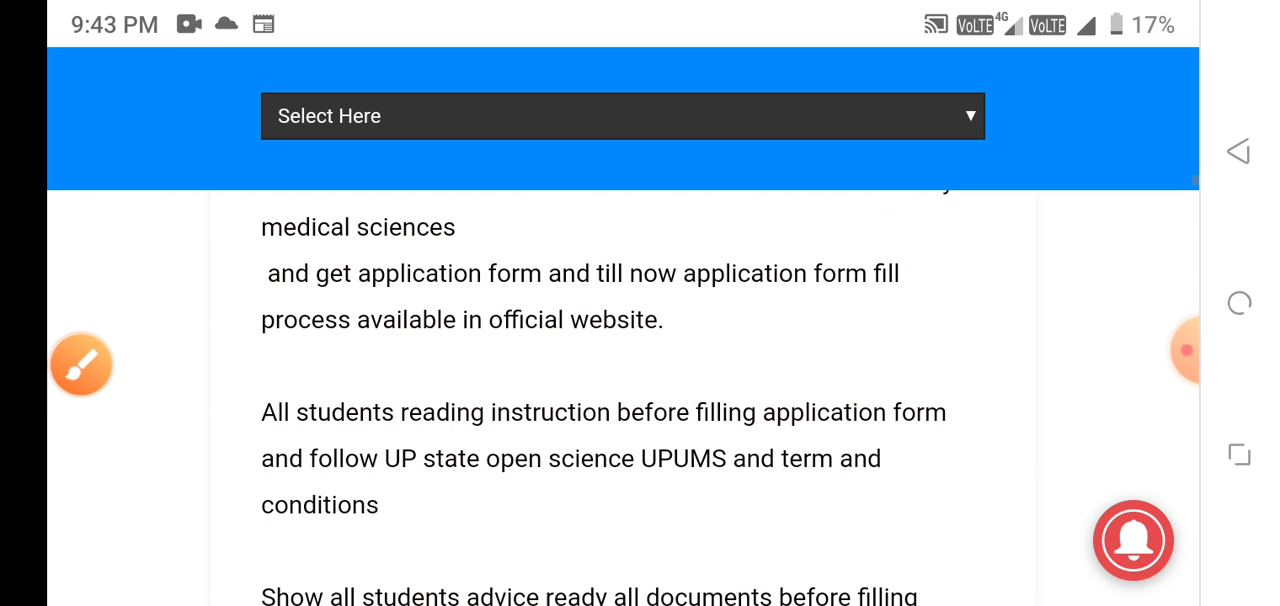 9:43 PM VoLTE 4G VoLTE 17%
Select Here
medical sciences
and get application form and till now application form fill
process available in official website.
All students reading instruction before filling application form
and follow UP state open science UPUMS and term and
conditions
Show all students advice ready all documents before filling